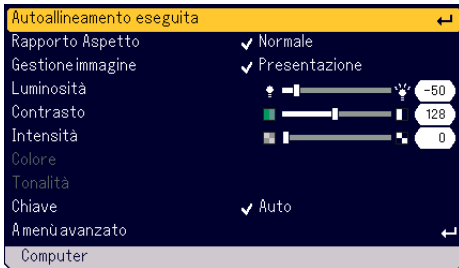 Autoallineamento eseguita
Rapporto Aspetto Normale
Gestione immagine Presentazione
Luminosità -50
Contrasto 128
Intensità 0
Colore
Tonalità
Chiave Auto
A menù avanzato
Computer